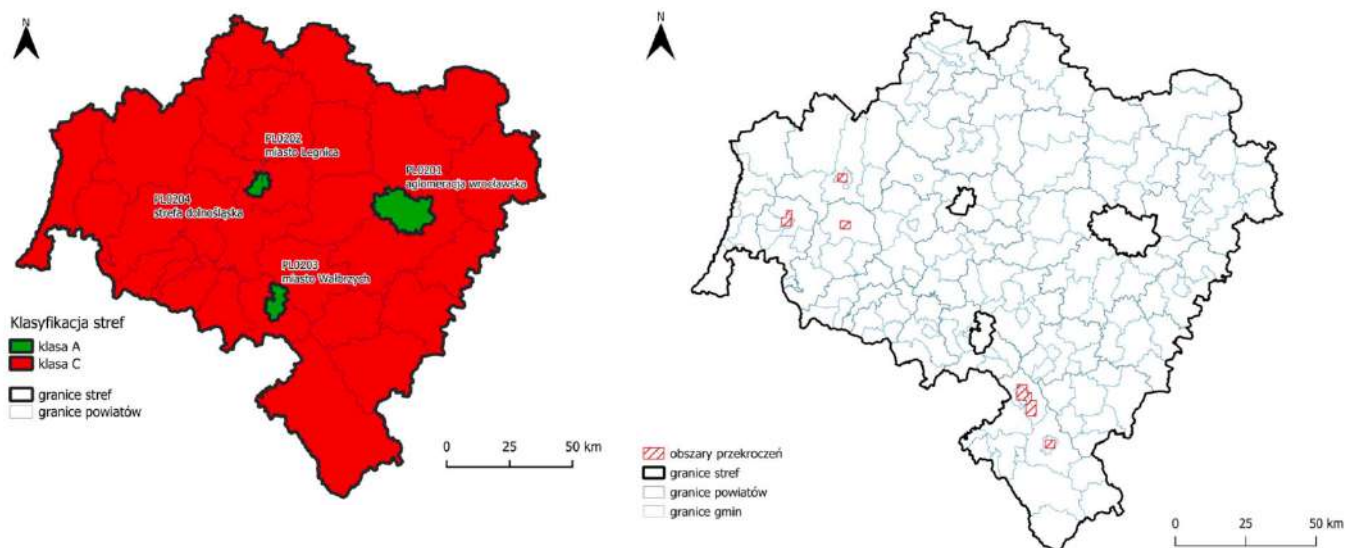 N
PL0202
miasto Legnica
PL0201
aglomeracja wrocławska
PL0204
strefa dolnośląska
PL0203
miasto Wałbrzych
Klasyfikacja stref
klasa A
klasa C
granice stref
granice powiatów
0 25 50 km
N
obszary przekroczeń
granice stref
granice powiatów
granice gmin
0 25 50 km